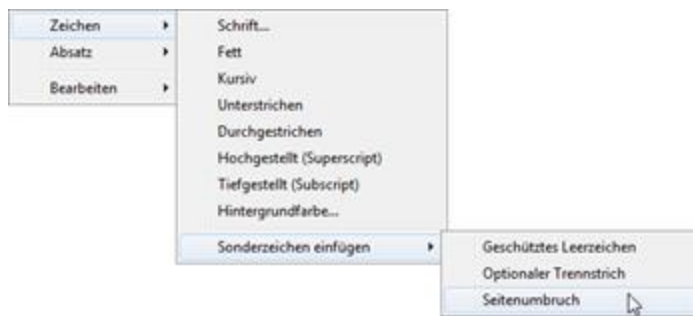 Zeichen
Absatz
Bearbeiten
Schrift...
Fett
Kursiv
Unterstrichen
Durchgestrichen
Hochgestellt (Superscript)
Tiefgestellt (Subscript)
Hintergrundfarbe...
Sonderzeichen einfügen
Geschütztes Leerzeichen
Optionaler Trennstrich
Seitenumbruch